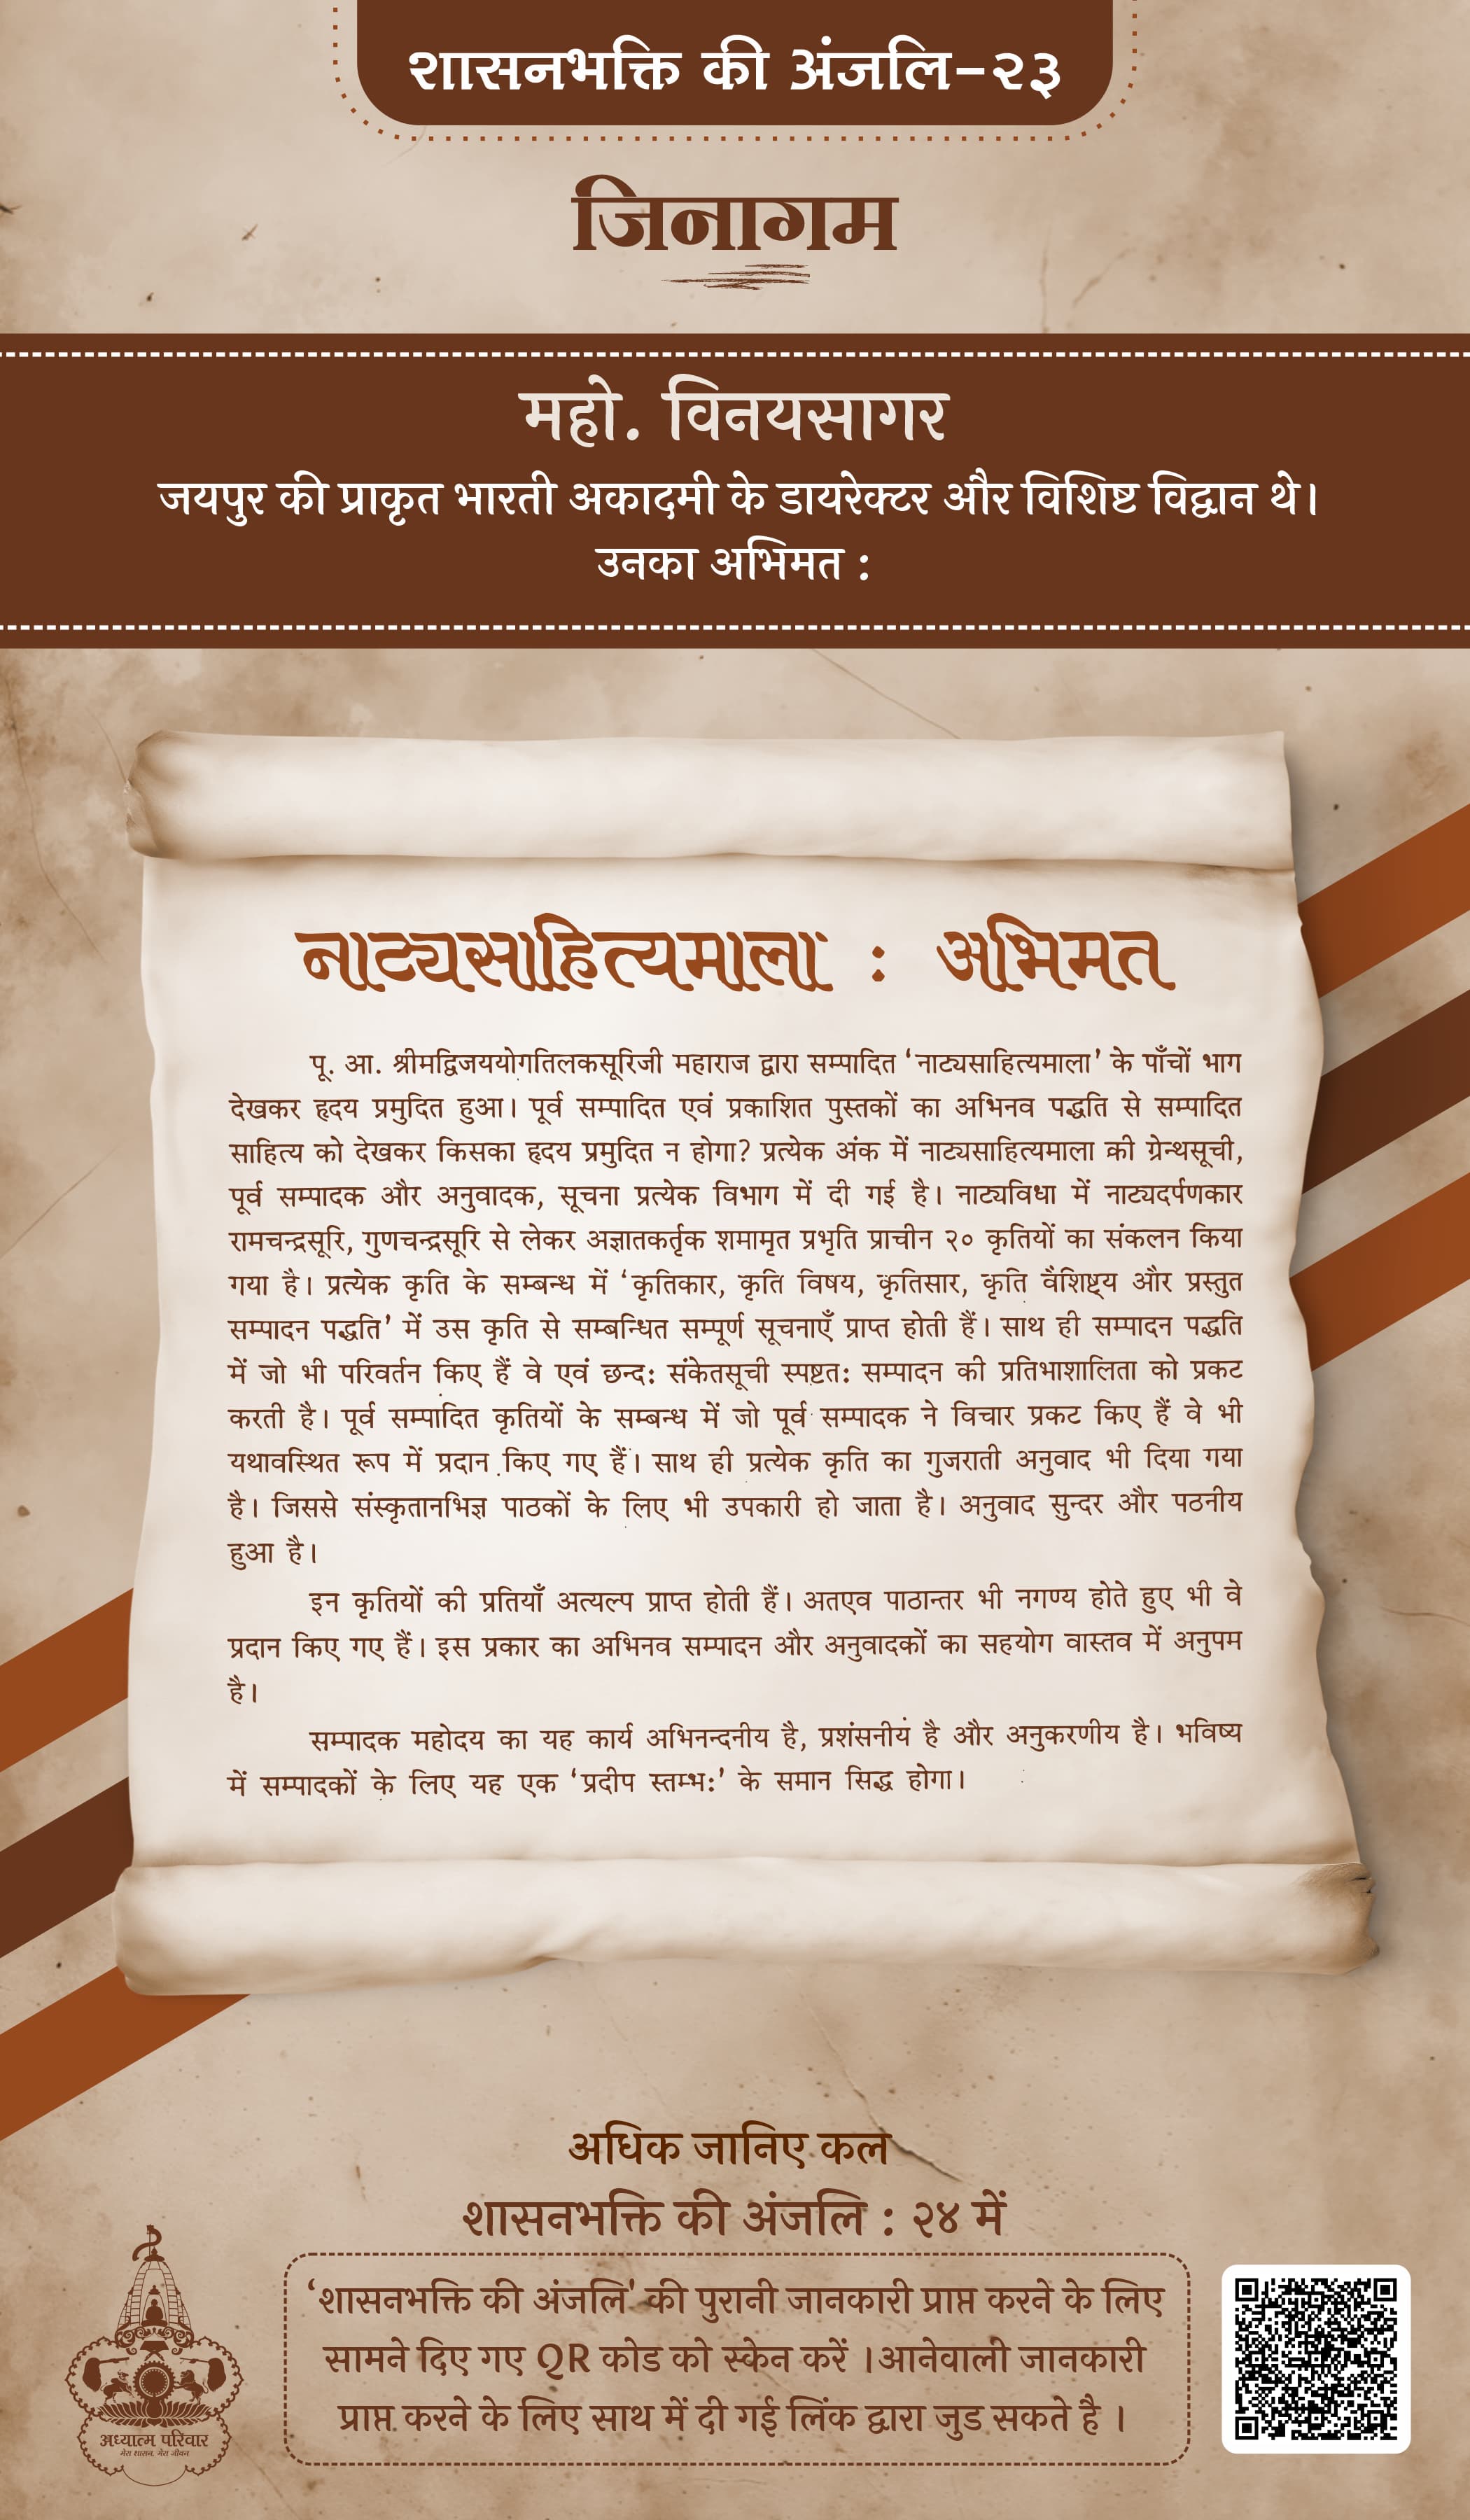 शासनभक्ति की अंजलि-२३
जिनागम
महो. विनयसागर
जयपुर की प्राकृत भारती अकादमी के डायरेक्टर और विशिष्ट विद्वान थे।
उनका अभिमत :
नाट्यसाहित्यमाला : अभिमत
पू. आ. श्रीमद्विजययोगतिलकसूरिजी महाराज द्वारा सम्पादित ‘नाट्यसाहित्यमाला’ के पाँचों भाग
देखकर हृदय प्रमुदित हुआ। पूर्व सम्पादित एवं प्रकाशित पुस्तकों का अभिनव पद्धति से सम्पादित
साहित्य को देखकर किसका हृदय प्रमुदित न होगा? प्रत्येक अंक में नाट्यसाहित्यमाला की ग्रेन्थसूची,
पूर्व सम्पादक और अनुवादक, सूचना प्रत्येक विभाग में दी गई है। नाट्यविधा में नाट्यदर्पणकार
रामचन्द्रसूरि, गुणचन्द्रसूरि से लेकर अज्ञातकर्तृक शमामृत प्रभृति प्राचीन २० कृतियों का संकलन किया
गया है। प्रत्येक कृति के सम्बन्ध में ‘कृतिकार, कृति विषय, कृतिसार, कृति वैशिष्ट्य और प्रस्तुत
सम्पादन पद्धति’ में उस कृति से सम्बन्धित सम्पूर्ण सूचनाएँ प्राप्त होती हैं। साथ ही सम्पादन पद्धति
में जो भी परिवर्तन किए हैं वे एवं छन्दः संकेतसूची स्पष्टतः सम्पादन की प्रतिभाशालिता को प्रकट
करती है। पूर्व सम्पादित कृतियों के सम्बन्ध में जो पूर्व सम्पादक ने विचार प्रकट किए हैं वे भी
यथावस्थित रूप में प्रदान किए गए हैं। साथ ही प्रत्येक कृति का गुजराती अनुवाद भी दिया गया
है। जिससे संस्कृतानभिज्ञ पाठकों के लिए भी उपकारी हो जाता है। अनुवाद सुन्दर और पठनीय
हुआ है।
इन कृतियों की प्रतियाँ अत्यल्प प्राप्त होती हैं। अतएव पाठान्तर भी नगण्य होते हुए भी वे
प्रदान किए गए हैं। इस प्रकार का अभिनव सम्पादन और अनुवादकों का सहयोग वास्तव में अनुपम
है।
सम्पादक महोदय का यह कार्य अभिनन्दनीय है, प्रशंसनीय है और अनुकरणीय है। भविष्य
में सम्पादकों के लिए यह एक ‘प्रदीप स्तम्भः’ के समान सिद्ध होगा।
अधिक जानिए कल
शासनभक्ति की अंजलि : २४ में
‘शासनभक्ति की अंजलि' की पुरानी जानकारी प्राप्त करने के लिए
सामने दिए गए QR कोड को स्केन करें ।आनेवाली जानकारी
प्राप्त करने के लिए साथ में दी गई लिंक द्वारा जुड सकते है ।
अध्यात्म परिवार
मेरा शासन, मेरा जीवन